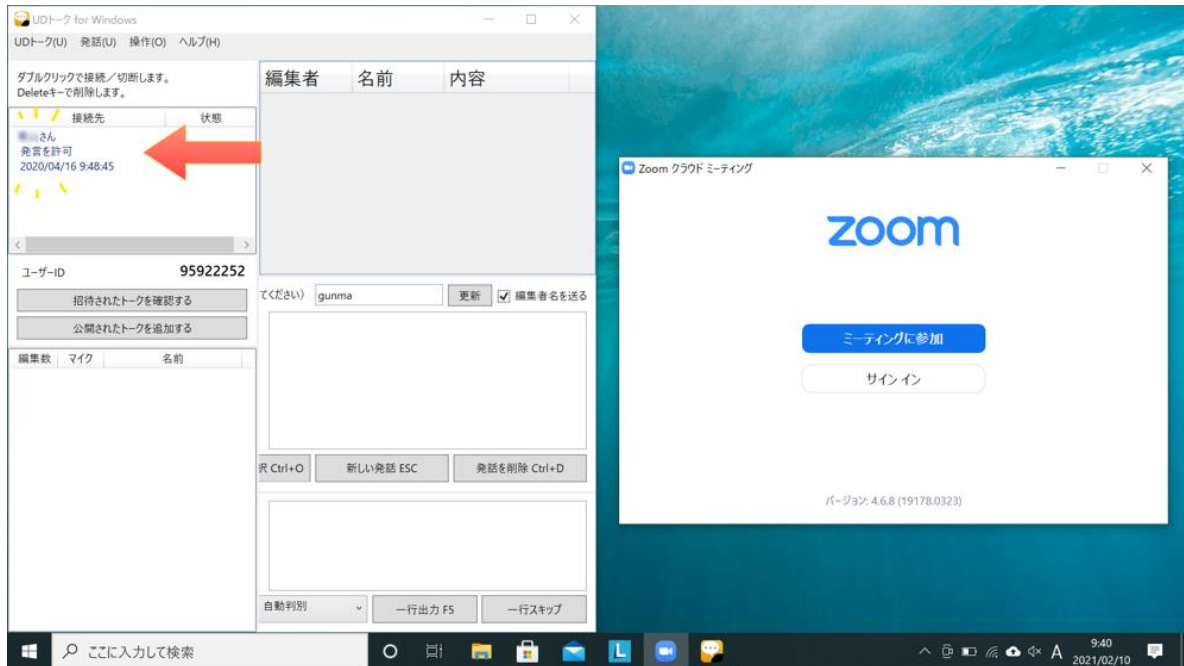 UDトーク for Windows
UDトーク(U) 発話(U) 操作(O) ヘルプ(H)
ダブルクリックで接続／切断します。
Deleteキーで削除します。
接続先 状態
さん
発言を許可
2020/04/16 9:48:45
ユーザーID 95922252
招待されたトークを確認する
公開されたトークを追加する
編集数 マイク 名前
編集者 名前 内容
てください) gunma 更新 編集者名を送る
択 Ctrl+O 新しい発話 ESC 発話を削除 Ctrl+D
自動判別 一行出力 F5 一行スキップ
Zoom クラウド ミーティング
zoom
ミーティングに参加
サイン イン
バージョン: 4.6.8 (19178.0323)
ここに入力して検索
L
A
9:40
2021/02/10